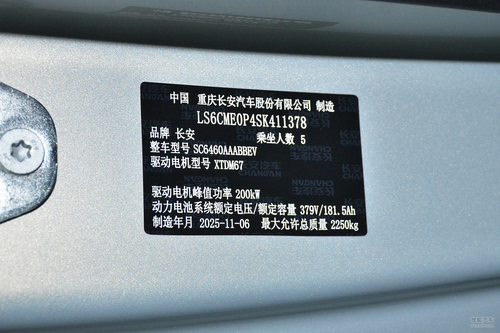 中国 重庆长安汽车股份有限公司 制造
LS6CME0P4SK411378
品牌 长安 乘坐人数 5
整车型号 SC6460AAABBEV
驱动电机型号 XTDM67
驱动电机峰值功率 200kW
动力电池系统额定电压/额定容量 379V/181.5Ah
制造年月 2025-11-06 最大允许总质量 2250kg